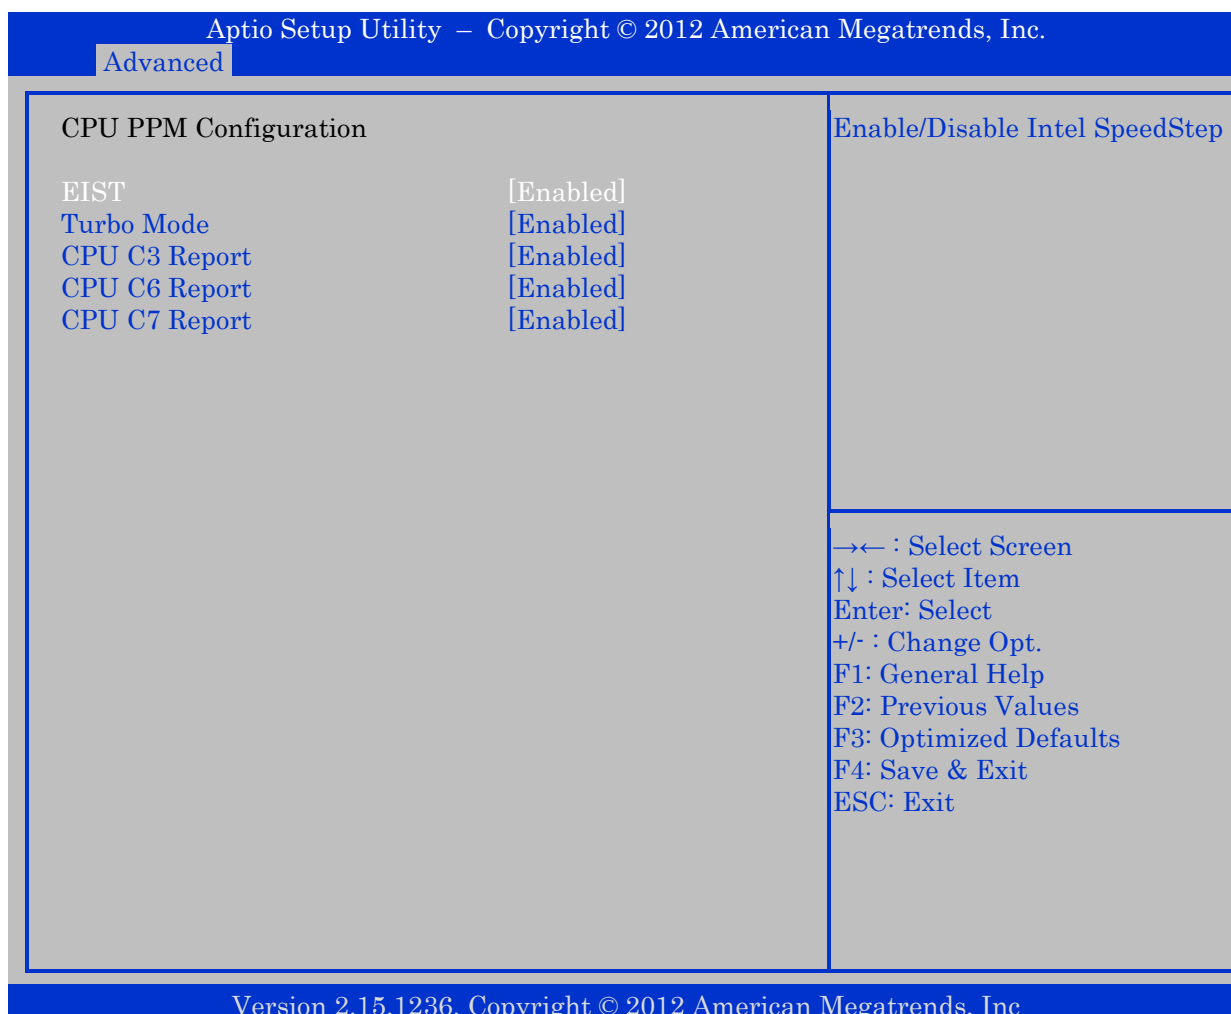 Aptio Setup Utility – Copyright © 2012 American Megatrends, Inc.
Advanced
CPU PPM Configuration
EIST [Enabled]
Turbo Mode [Enabled]
CPU C3 Report [Enabled]
CPU C6 Report [Enabled]
CPU C7 Report [Enabled]
Enable/Disable Intel SpeedStep
→← : Select Screen
↑↓ : Select Item
Enter: Select
+/- : Change Opt.
F1: General Help
F2: Previous Values
F3: Optimized Defaults
F4: Save & Exit
ESC: Exit
Version 2.15.1236. Copyright © 2012 American Megatrends, Inc